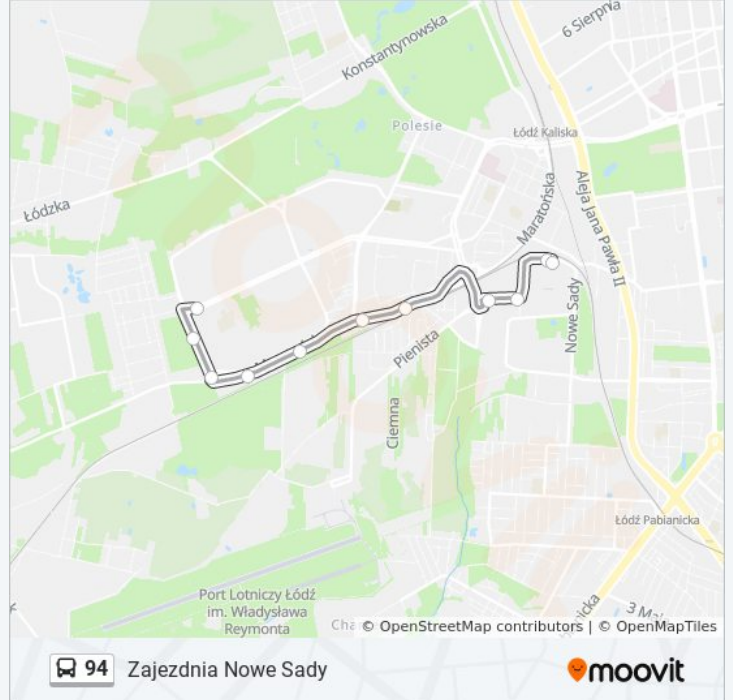 6 Sierpnia
Konstantynowska
Polesie
Łódź Kaliska
Łódzka
Maratońska
Aleja Jana Pawła II
Nowe Sady
Pienista
Ciemna
Łódź Pabianicka
Port Lotniczy Łódź
im. Władysława
Reymonta
3 Ma
© OpenStreetMap contributors | © OpenMapTiles
94 Zajezdnia Nowe Sady
moovit